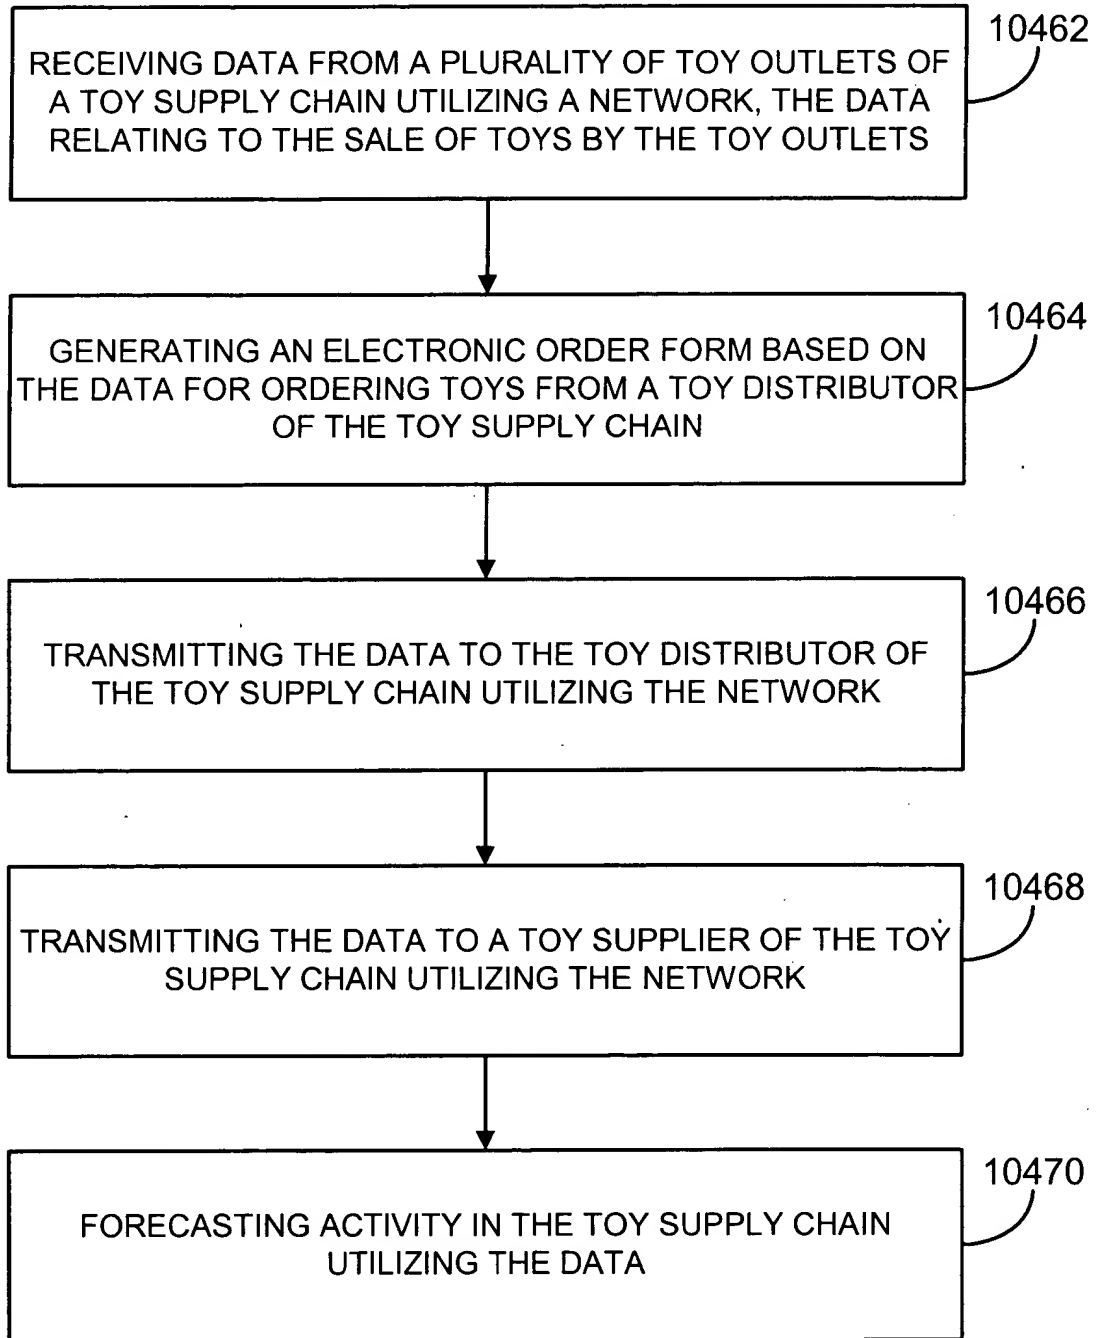 10462
RECEIVING DATA FROM A PLURALITY OF TOY OUTLETS OF
A TOY SUPPLY CHAIN UTILIZING A NETWORK, THE DATA
RELATING TO THE SALE OF TOYS BY THE TOY OUTLETS
10464
GENERATING AN ELECTRONIC ORDER FORM BASED ON
THE DATA FOR ORDERING TOYS FROM A TOY DISTRIBUTOR
OF THE TOY SUPPLY CHAIN
10466
TRANSMITTING THE DATA TO THE TOY DISTRIBUTOR OF
THE TOY SUPPLY CHAIN UTILIZING THE NETWORK
10468
TRANSMITTING THE DATA TO A TOY SUPPLIER OF THE TOY
SUPPLY CHAIN UTILIZING THE NETWORK
10470
FORECASTING ACTIVITY IN THE TOY SUPPLY CHAIN
UTILIZING THE DATA